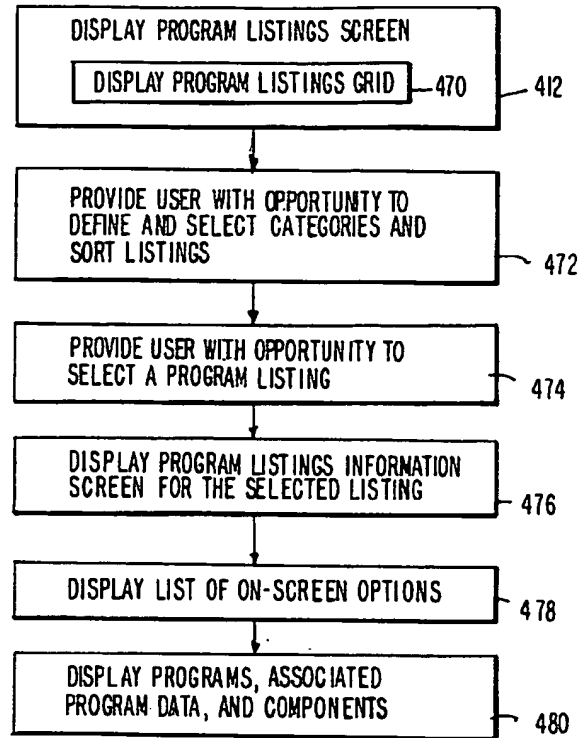 DISPLAY PROGRAM LISTINGS SCREEN
DISPLAY PROGRAM LISTINGS GRID 470
412
PROVIDE USER WITH OPPORTUNITY TO
DEFINE AND SELECT CATEGORIES AND
SORT LISTINGS
472
PROVIDE USER WITH OPPORTUNITY TO
SELECT A PROGRAM LISTING
474
DISPLAY PROGRAM LISTINGS INFORMATION
SCREEN FOR THE SELECTED LISTING
476
DISPLAY LIST OF ON-SCREEN OPTIONS
478
DISPLAY PROGRAMS, ASSOCIATED
PROGRAM DATA, AND COMPONENTS
480